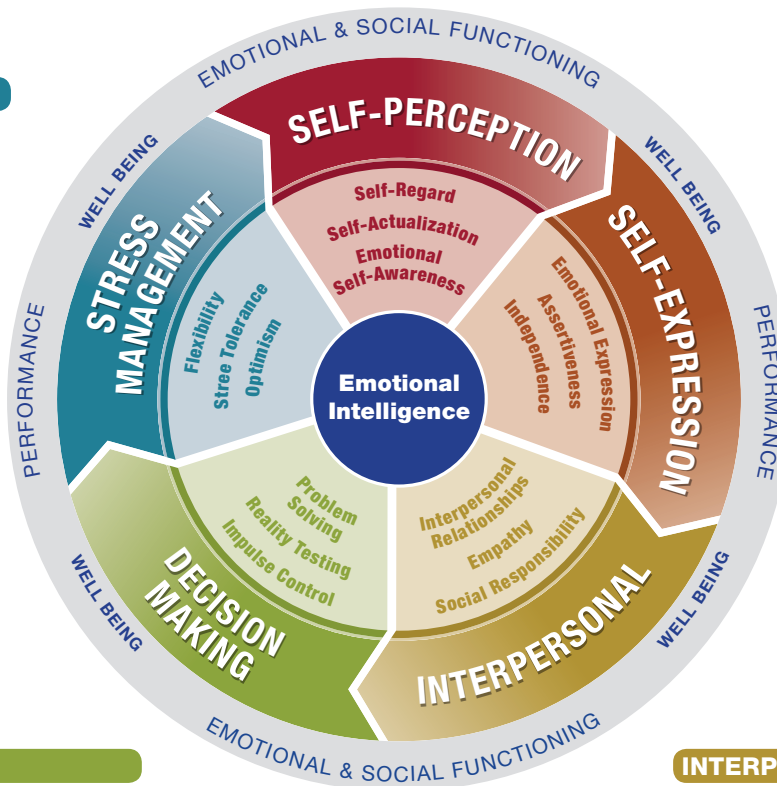 EMOTIONAL & SOCIAL FUNCTIONING
WELL BEING
WELL BEING
SELF-PERCEPTION
Self-Regard
Self-Actualization
Emotional
Self-Awareness
SELF-EXPRESSION
Emotional Expression
Assertiveness
Independence
STRESS
MANAGEMENT
Flexibility
Stree Tolerance
Optimism
Emotional
Intelligence
PERFORMANCE
PERFORMANCE
INTERPERSONAL
Interpersonal
Relationships
Empathy
Social Responsibility
DECISION
MAKING
Problem
Solving
Reality Testing
Impulse Control
WELL BEING
WELL BEING
EMOTIONAL & SOCIAL FUNCTIONING
INTERP